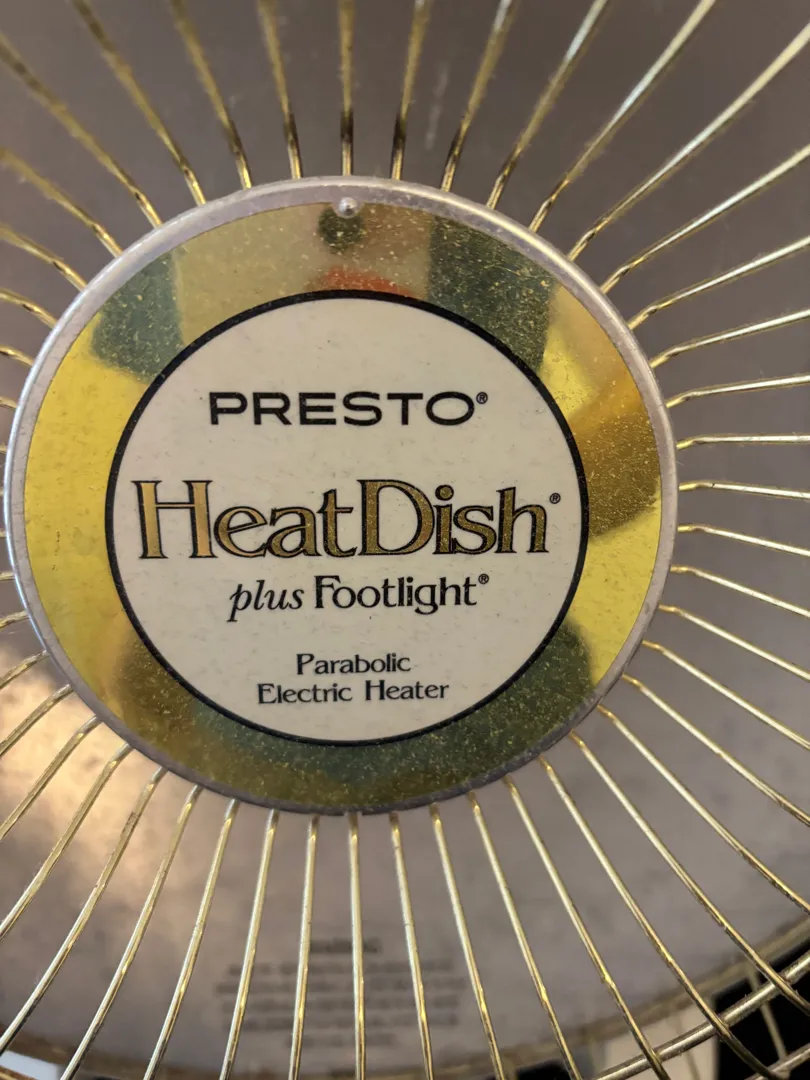 PRESTO®
HeatDish®
plus Footlight®
Parabolic
Electric Heater